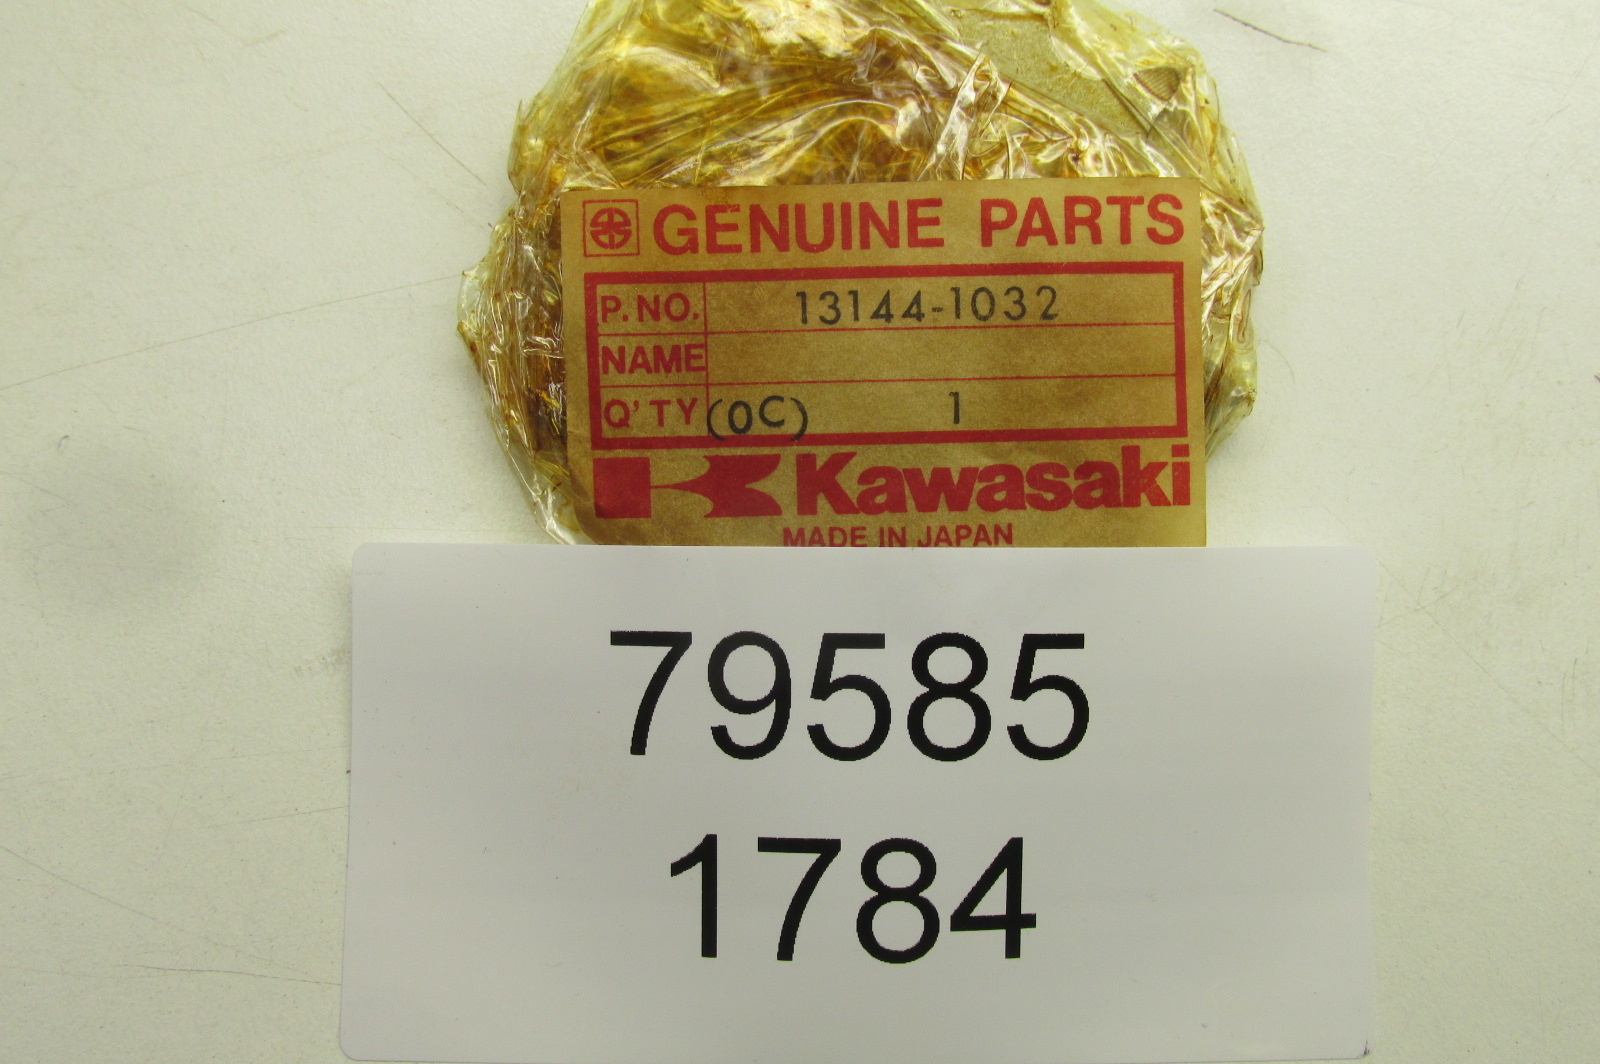 GENUINE PARTS
P. NO. 13144-1032
NAME
Q'TY (0C) 1
Kawasaki
MADE IN JAPAN
79585
1784